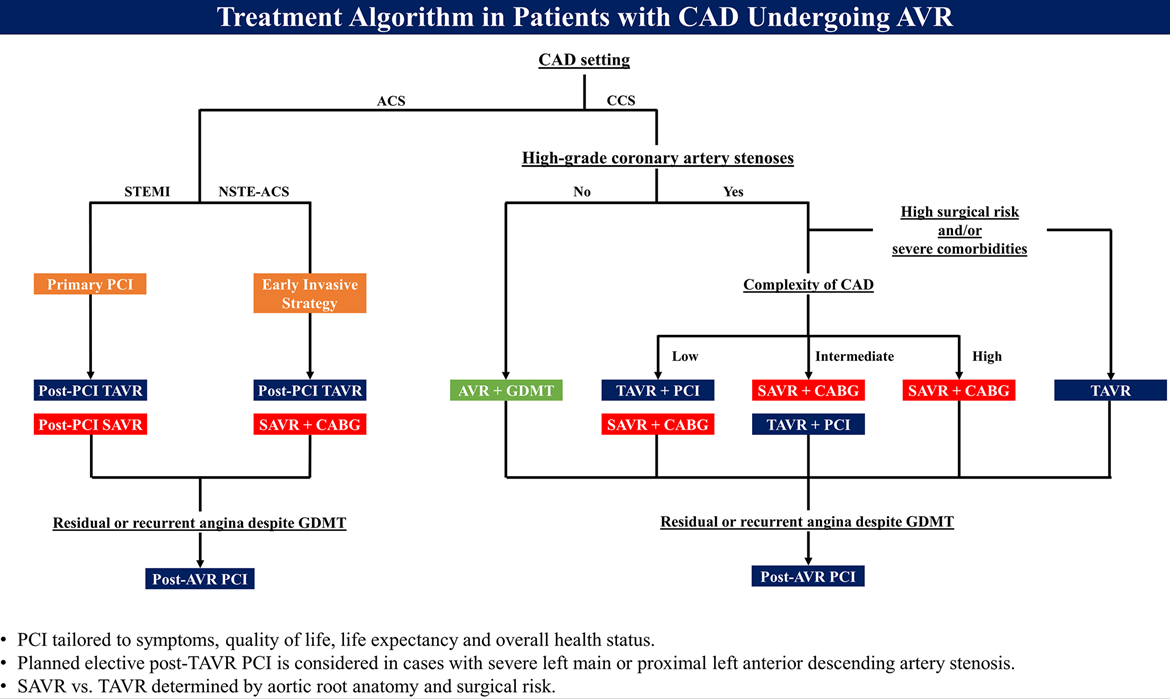 Treatment Algorithm in Patients with CAD Undergoing AVR
CAD setting
ACS
CCS
High-grade coronary artery stenoses
STEMI
NSTE-ACS
No
Yes
High surgical risk
and/or
severe comorbidities
Primary PCI
Early Invasive
Strategy
Complexity of CAD
Low
Intermediate
High
Post-PCI TAVR
Post-PCI TAVR
AVR + GDMT
TAVR + PCI
SAVR + CABG
SAVR + CABG
TAVR
Post-PCI SAVR
SAVR + CABG
SAVR + CABG
TAVR + PCI
Residual or recurrent angina despite GDMT
Residual or recurrent angina despite GDMT
Post-AVR PCI
Post-AVR PCI
• PCI tailored to symptoms, quality of life, life expectancy and overall health status.
• Planned elective post-TAVR PCI is considered in cases with severe left main or proximal left anterior descending artery stenosis.
• SAVR vs. TAVR determined by aortic root anatomy and surgical risk.